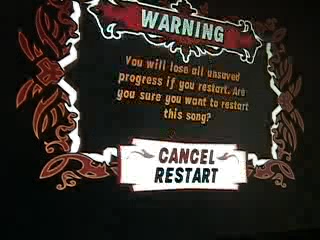 WARNING
You will lose all unsaved
progress if you restart. Are
you sure you want to restart
this song?
CANCEL
RESTART